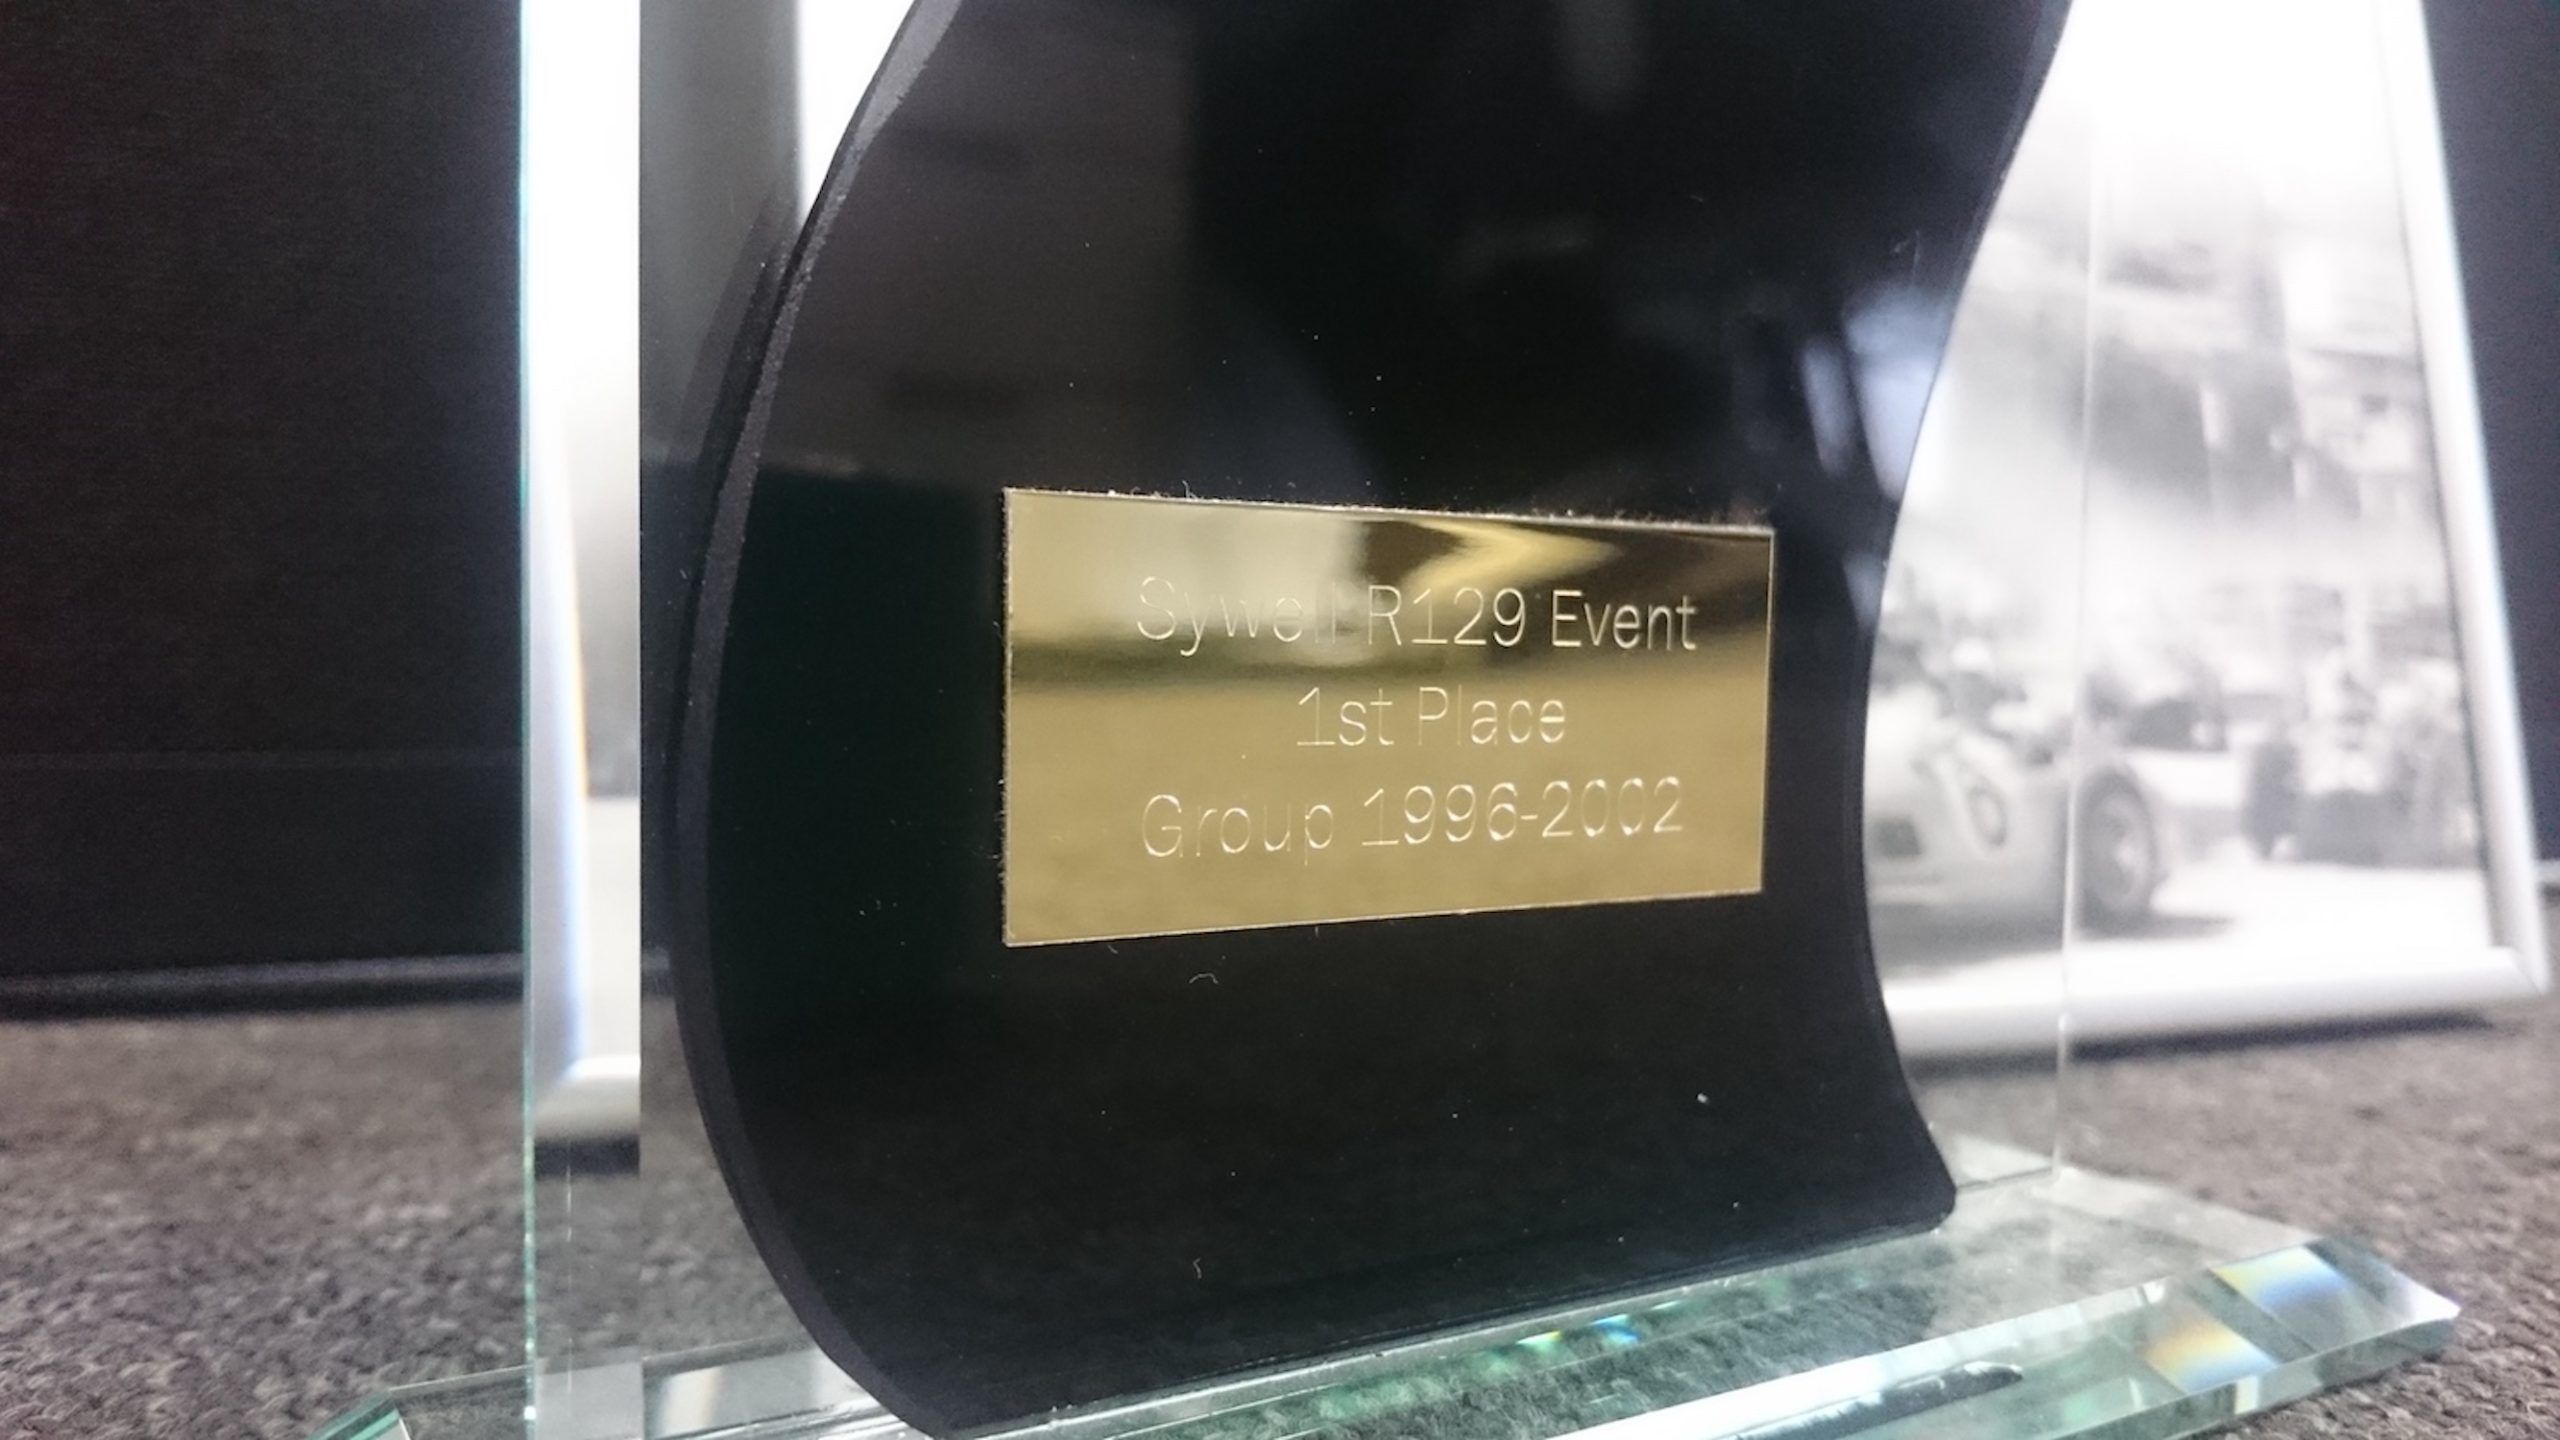 Sywell R129 Event
1st Place
Group 1996-2002